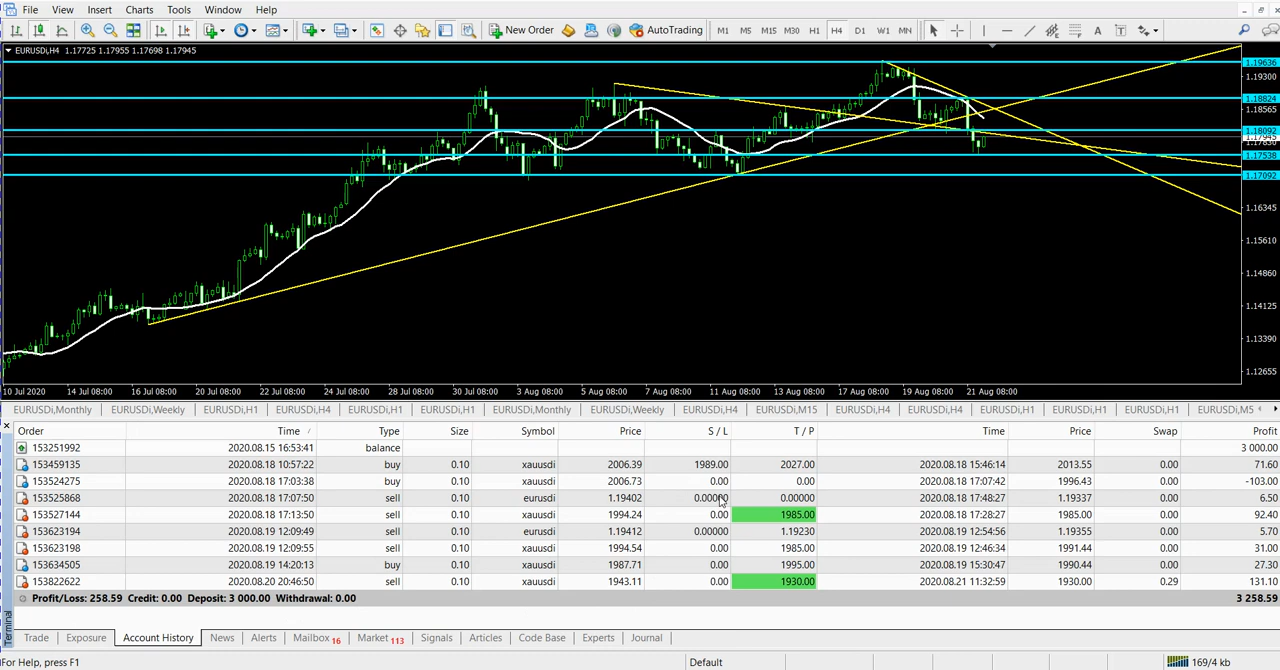 File View Insert Charts Tools Window Help
New Order AutoTrading M1 M5 M15 M30 H1 H4 D1 W1 MN A T
EURUSDi,H4 1.17725 1.17955 1.17698 1.17945
1.19636
1.19300
1.18824
1.18565
1.18092
1.17945
1.17830
1.17538
1.17092
1.16345
1.15610
1.14860
1.14125
1.13390
1.12655
10 Jul 2020 14 Jul 08:00 16 Jul 08:00 20 Jul 08:00 22 Jul 08:00 24 Jul 08:00 28 Jul 08:00 30 Jul 08:00 3 Aug 08:00 5 Aug 08:00 7 Aug 08:00 11 Aug 08:00 13 Aug 08:00 17 Aug 08:00 19 Aug 08:00 21 Aug 08:00
EURUSDi,Monthly EURUSDi,Weekly EURUSDi,H1 EURUSDi,H4 EURUSDi,H1 EURUSDi,H1 EURUSDi,Monthly EURUSDi,Weekly EURUSDi,H4 EURUSDi,M15 EURUSDi,H4 EURUSDi,H4 EURUSDi,H1 EURUSDi,H1 EURUSDi,H1 EURUSDi,M5
Order Time / Type Size Symbol Price S / L T / P Time Price Swap Profit
153251992 2020.08.15 16:53:41 balance 3 000.00
153459135 2020.08.18 10:57:22 buy 0.10 xauusdi 2006.39 1989.00 2027.00 2020.08.18 15:46:14 2013.55 0.00 71.60
153524275 2020.08.18 17:03:38 buy 0.10 xauusdi 2006.73 0.00 0.00 2020.08.18 17:07:42 1996.43 0.00 -103.00
153525868 2020.08.18 17:07:50 sell 0.10 eurusdi 1.19402 0.00000 0.00000 2020.08.18 17:48:27 1.19337 0.00 6.50
153527144 2020.08.18 17:13:50 sell 0.10 xauusdi 1994.24 0.00 1985.00 2020.08.18 17:28:27 1985.00 0.00 92.40
153623194 2020.08.19 12:09:49 sell 0.10 eurusdi 1.19412 0.00000 1.19230 2020.08.19 12:54:56 1.19355 0.00 5.70
153623198 2020.08.19 12:09:55 sell 0.10 xauusdi 1994.54 0.00 1985.00 2020.08.19 12:46:34 1991.44 0.00 31.00
153634505 2020.08.19 14:20:13 buy 0.10 xauusdi 1987.71 0.00 1995.00 2020.08.19 15:30:47 1990.44 0.00 27.30
153822622 2020.08.20 20:46:50 sell 0.10 xauusdi 1943.11 0.00 1930.00 2020.08.21 11:32:59 1930.00 0.29 131.10
Profit/Loss: 258.59 Credit: 0.00 Deposit: 3 000.00 Withdrawal: 0.00 3 258.59
Terminal
Trade Exposure Account History News Alerts Mailbox 16 Market 113 Signals Articles Code Base Experts Journal
For Help, press F1 Default 169/4 kb